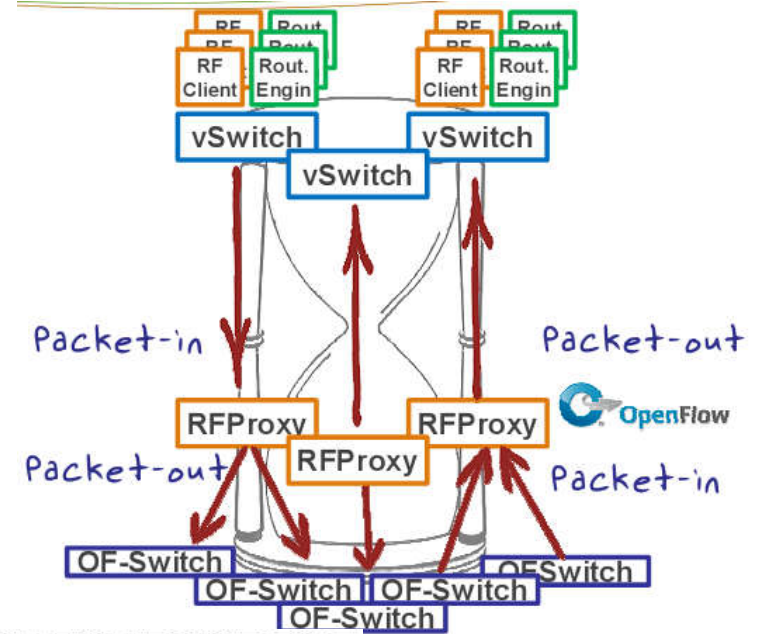 RF
Rout
RF
Rout
RF
Rout.
RF
Rout.
RF
Client
Rout.
Engin
RF
Client
Rout.
Engin
vSwitch
vSwitch
vSwitch
Packet-in
Packet-out
RFProxy
RFProxy
OpenFlow
RFProxy
Packet-out
Packet-in
OF-Switch
OFSwitch
OF-Switch
OF-Switch
OF-Switch